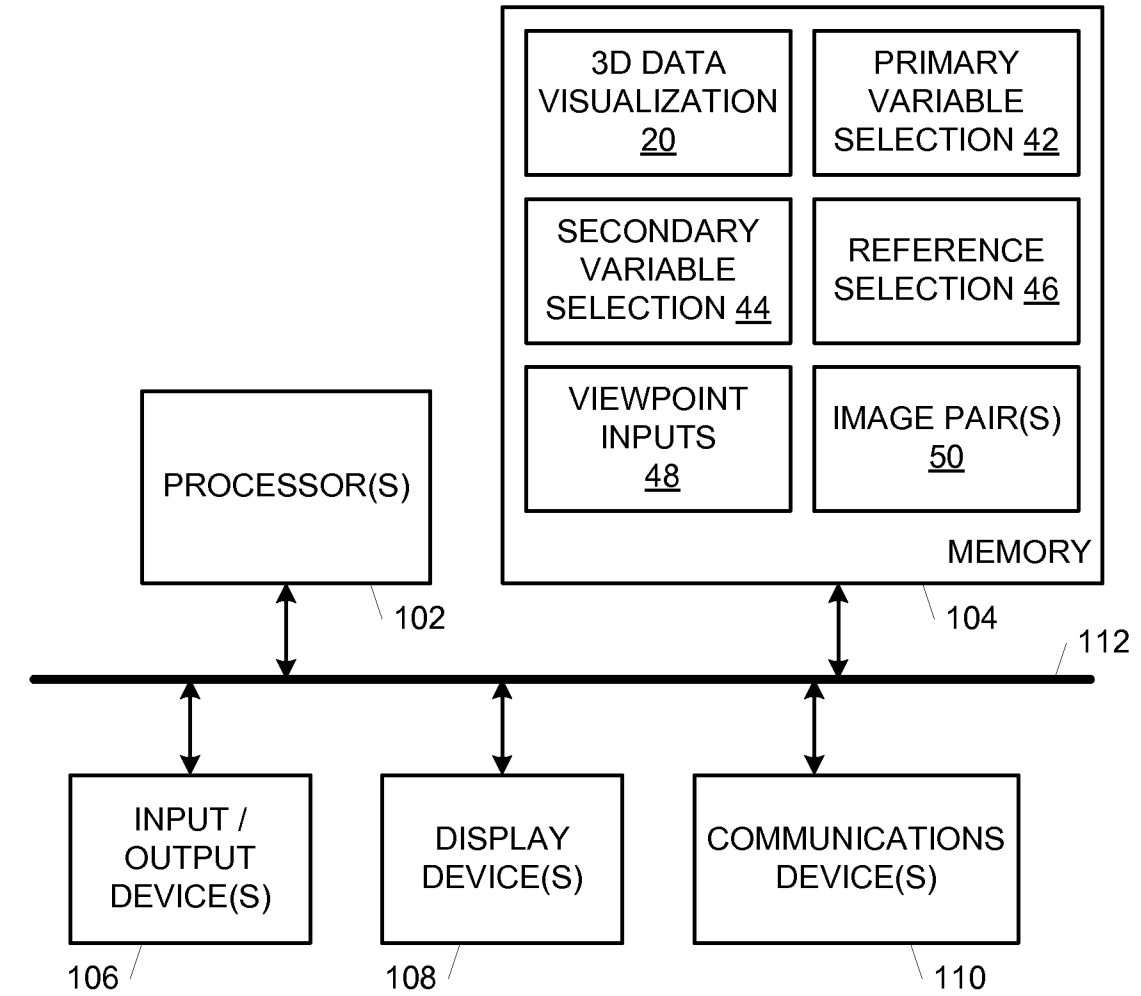 3D DATA
VISUALIZATION
20
PRIMARY
VARIABLE
SELECTION 42
SECONDARY
VARIABLE
SELECTION 44
REFERENCE
SELECTION 46
VIEWPOINT
INPUTS
48
IMAGE PAIR(S)
50
MEMORY
104
PROCESSOR(S)
102
112
INPUT /
OUTPUT
DEVICE(S)
106
DISPLAY
DEVICE(S)
108
COMMUNICATIONS
DEVICE(S)
110